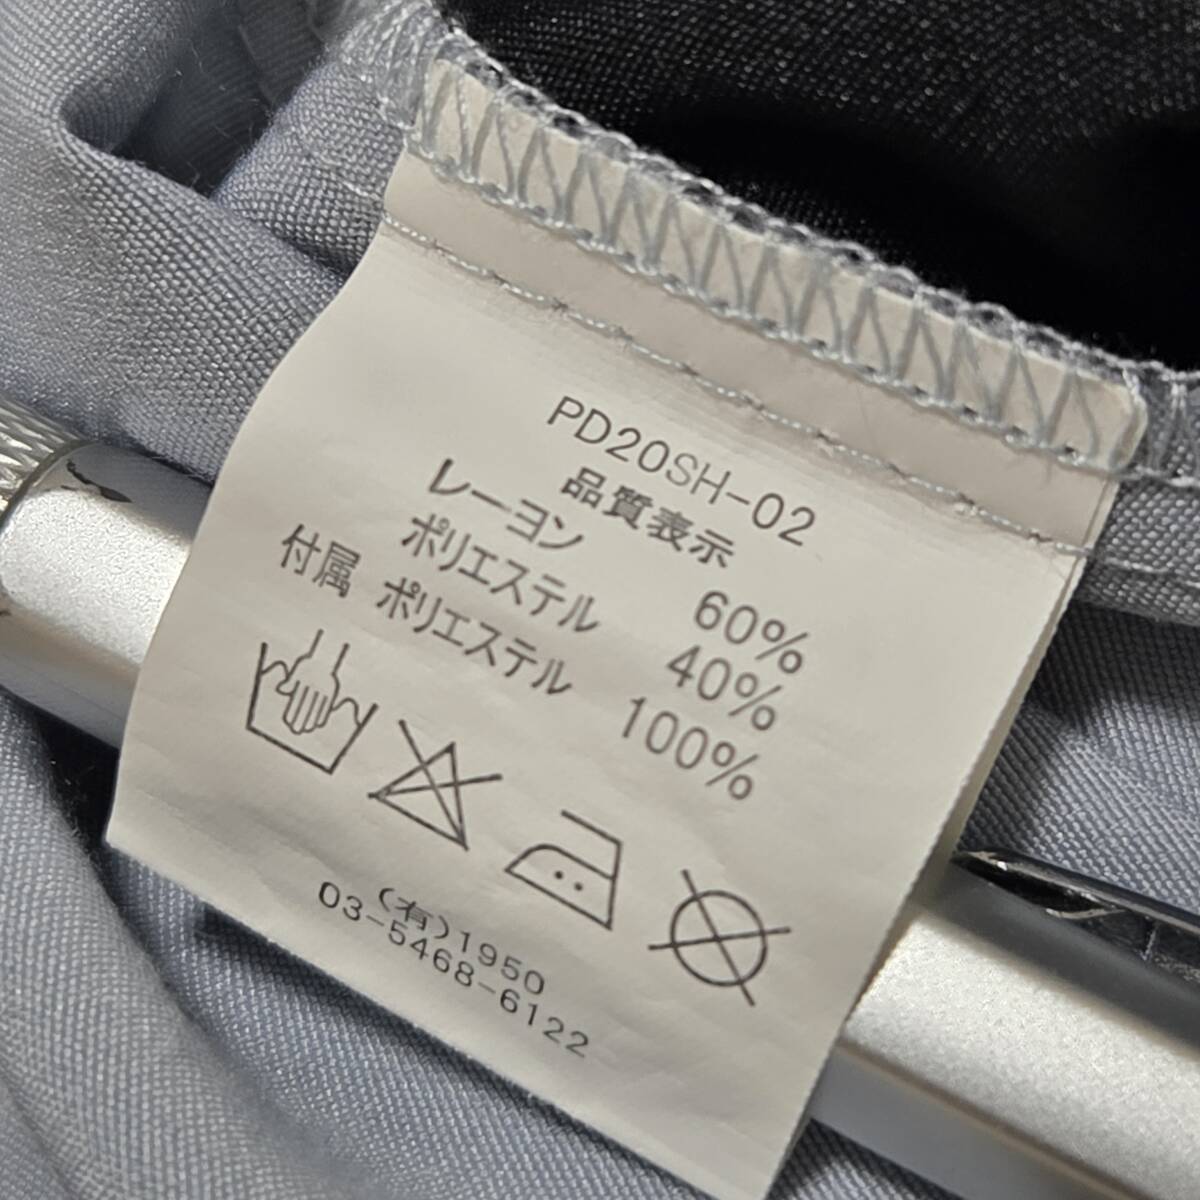 PD20SH-02
品質表示
レーヨン 60%
ポリエステル 40%
付属 ポリエステル 100%
(有)1950
03-5468-6122